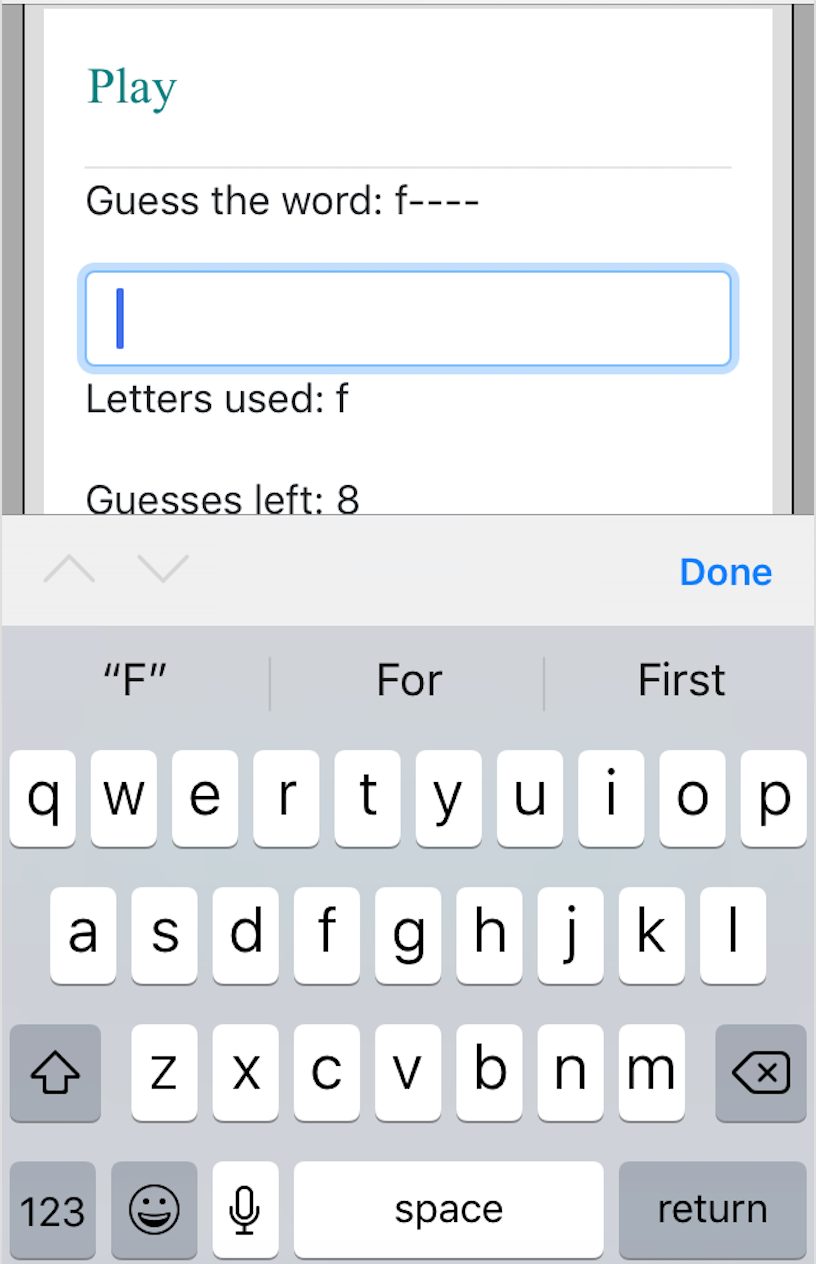 Play
Guess the word: f----
Letters used: f
Guesses left: 8
Done
“F” For First
q w e r t y u i o p
a s d f g h j k l
z x c v b n m
123 space return